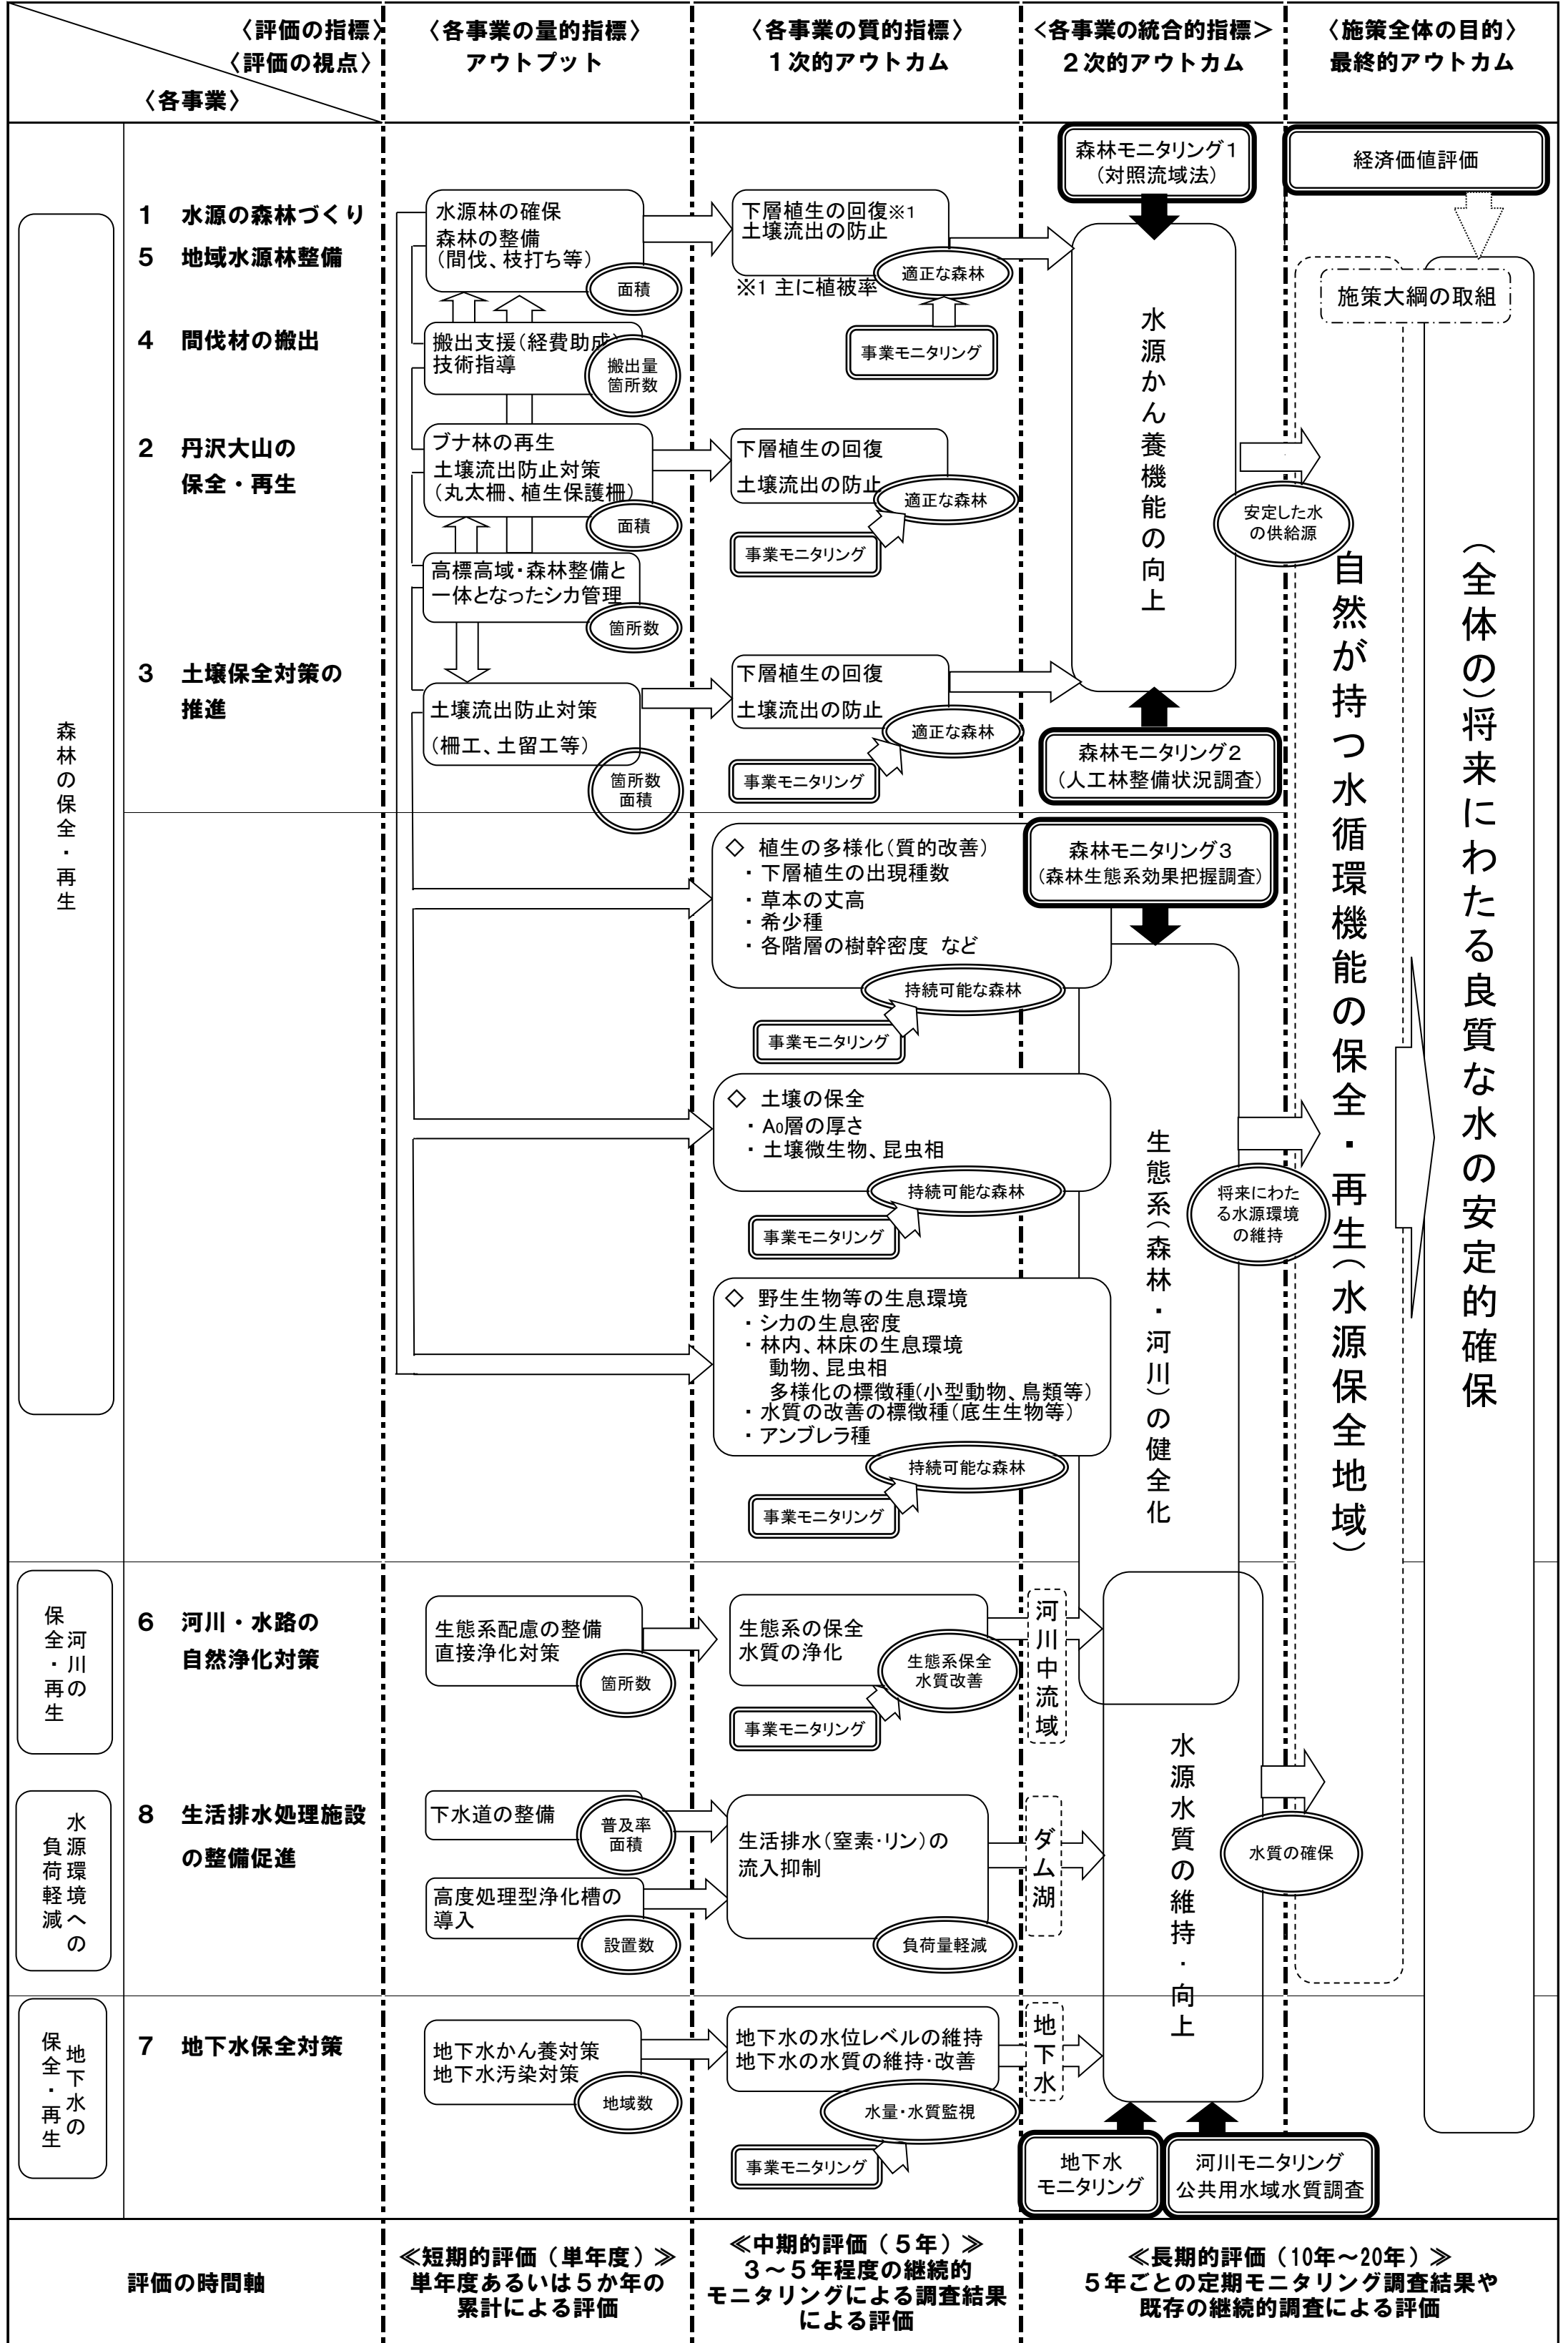 〈評価の指標〉
〈評価の視点〉
〈各事業〉
〈各事業の量的指標〉
アウトプット
〈各事業の質的指標〉
１次的アウトカム
<各事業の統合的指標>
２次的アウトカム
〈施策全体の目的〉
最終的アウトカム
森林の保全・再生
1 水源の森林づくり
5 地域水源林整備
4 間伐材の搬出
2 丹沢大山の
保全・再生
3 土壌保全対策の
推進
水源林の確保
森林の整備
(間伐、枝打ち等)
面積
搬出支援(経費助成)
技術指導
搬出量
箇所数
ブナ林の再生
土壌流出防止対策
(丸太柵、植生保護柵)
面積
高標高域・森林整備と
一体となったシカ管理
箇所数
土壌流出防止対策
(柵工、土留工等)
箇所数
面積
下層植生の回復※1
土壌流出の防止
適正な森林
※1 主に植被率
事業モニタリング
下層植生の回復
土壌流出の防止
適正な森林
事業モニタリング
下層植生の回復
土壌流出の防止
適正な森林
事業モニタリング
◇ 植生の多様化(質的改善)
・下層植生の出現種数
・草本の丈高
・希少種
・各階層の樹幹密度 など
持続可能な森林
事業モニタリング
◇ 土壌の保全
・A0層の厚さ
・土壌微生物、昆虫相
持続可能な森林
事業モニタリング
◇ 野生生物等の生息環境
・シカの生息密度
・林内、林床の生息環境
動物、昆虫相
多様化の標徴種(小型動物、鳥類等)
・水質の改善の標徴種(底生生物等)
・アンブレラ種
持続可能な森林
事業モニタリング
森林モニタリング１
(対照流域法)
水源かん養機能の向上
森林モニタリング２
(人工林整備状況調査)
森林モニタリング３
(森林生態系効果把握調査)
生態系(森林・河川)の健全化
経済価値評価
施策大綱の取組
安定した水
の供給源
将来にわた
る水源環境
の維持
自然が持つ水循環機能の保全・再生(水源保全地域)
(全体の)将来にわたる良質な水の安定的確保
河川の
保全・再生
6 河川・水路の
自然浄化対策
生態系配慮の整備
直接浄化対策
箇所数
生態系の保全
水質の浄化
生態系保全
水質改善
事業モニタリング
河川中流域
水源環境への
負荷軽減
8 生活排水処理施設
の整備促進
下水道の整備
普及率
面積
高度処理型浄化槽の
導入
設置数
生活排水(窒素・リン)の
流入抑制
負荷量軽減
ダム湖
水源水質の維持・向上
水質の確保
地下水の
保全・再生
7 地下水保全対策
地下水かん養対策
地下水汚染対策
地域数
地下水の水位レベルの維持
地下水の水質の維持・改善
水量・水質監視
事業モニタリング
地下水
地下水
モニタリング
河川モニタリング
公共用水域水質調査
評価の時間軸
≪短期的評価（単年度）≫
単年度あるいは５か年の
累計による評価
≪中期的評価（５年）≫
３～５年程度の継続的
モニタリングによる調査結果
による評価
≪長期的評価（10年～20年）≫
５年ごとの定期モニタリング調査結果や
既存の継続的調査による評価